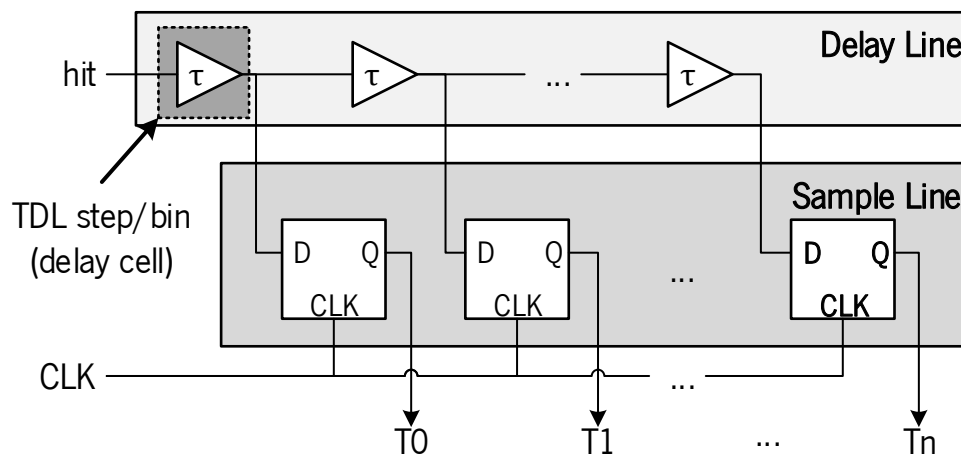 Delay Line
hit
τ
τ
...
τ
TDL step/bin
(delay cell)
Sample Line
D Q
CLK
D Q
CLK
...
D Q
CLK
CLK
...
T0
T1
...
Tn